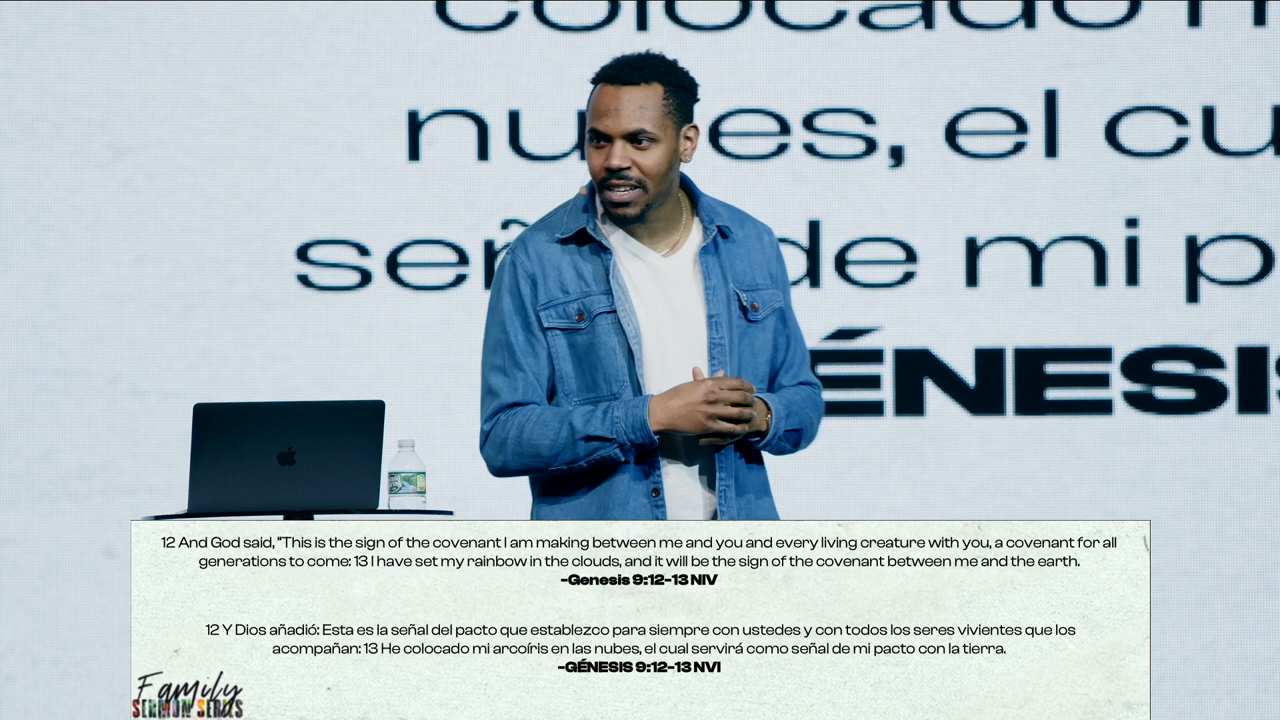 colocado
nu es, el cu
señ de mi p
ÉNESIS
12 And God said, “This is the sign of the covenant I am making between me and you and every living creature with you, a covenant for all
generations to come: 13 I have set my rainbow in the clouds, and it will be the sign of the covenant between me and the earth.
-Genesis 9:12-13 NIV
12 Y Dios añadió: Esta es la señal del pacto que establezco para siempre con ustedes y con todos los seres vivientes que los
acompañan: 13 He colocado mi arcoíris en las nubes, el cual servirá como señal de mi pacto con la tierra.
-GÉNESIS 9:12-13 NVI
Family
SERMON SERIES